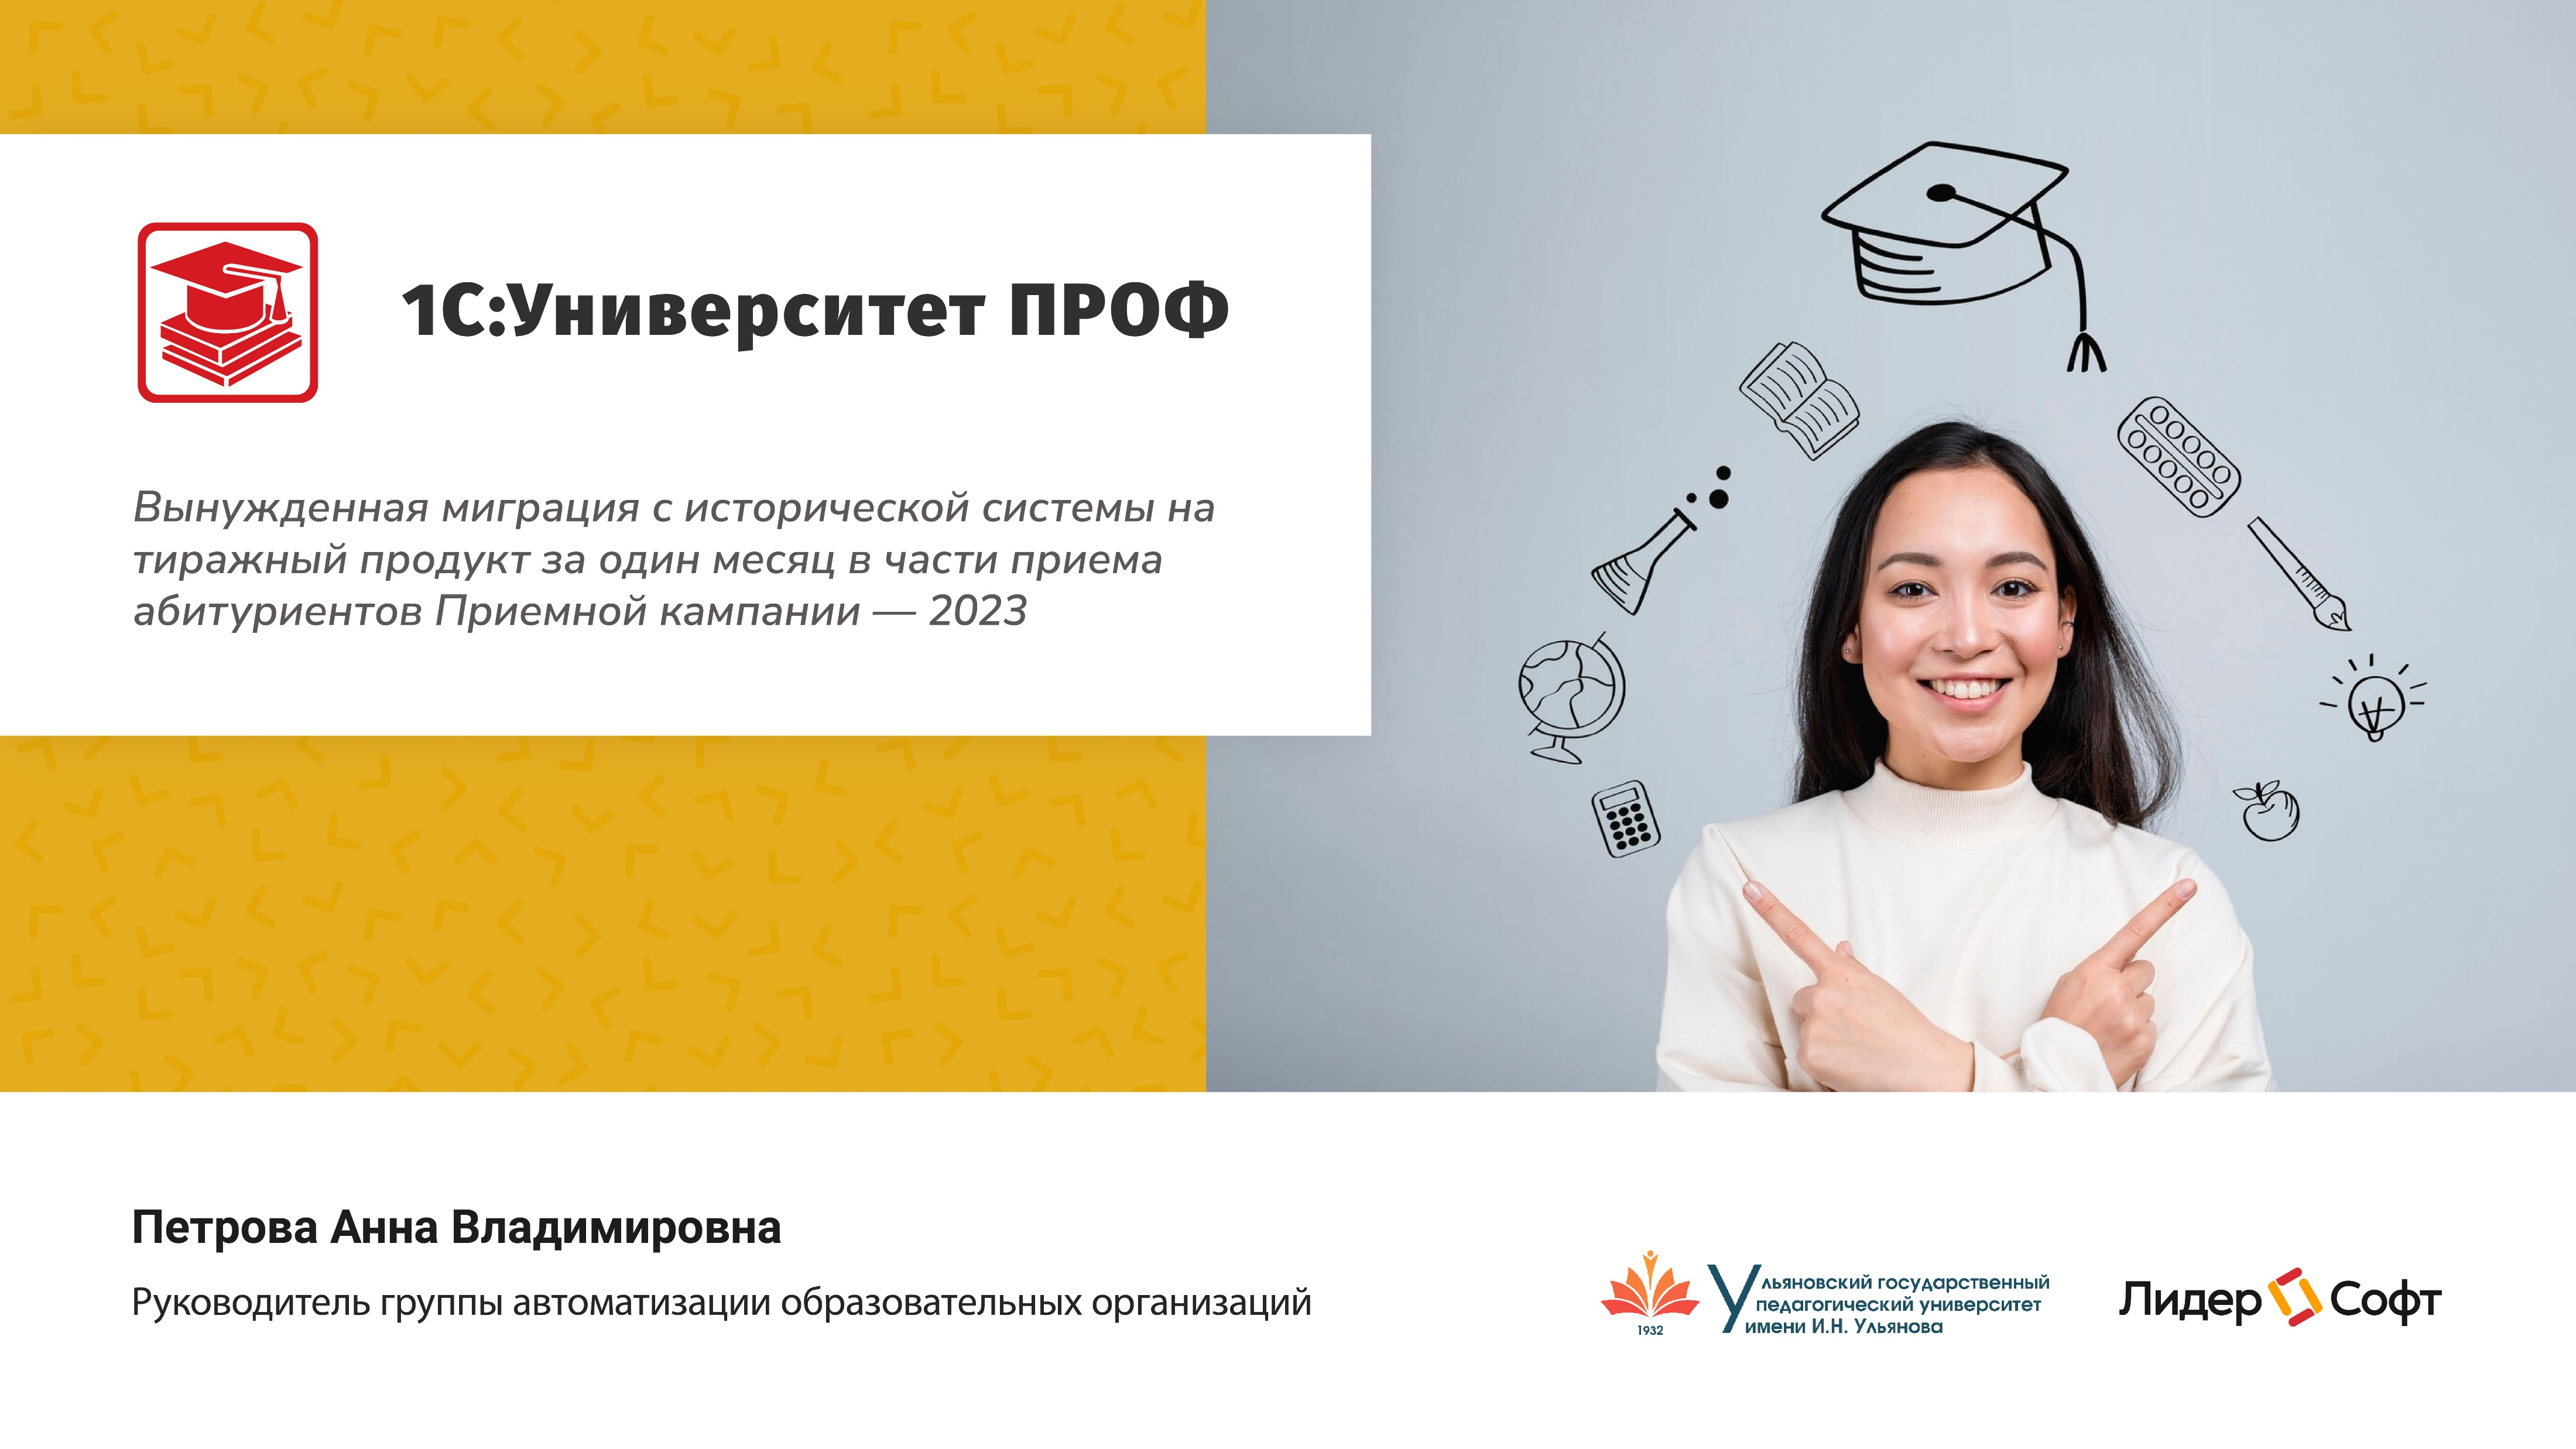 1С:Университет ПРОФ
Вынужденная миграция с исторической системы на
тиражный продукт за один месяц в части приема
абитуриентов Приемной кампании — 2023
Петрова Анна Владимировна
Руководитель группы автоматизации образовательных организаций
1932
Ульяновский государственный
педагогический университет
имени И.Н. Ульянова
Лидер Софт